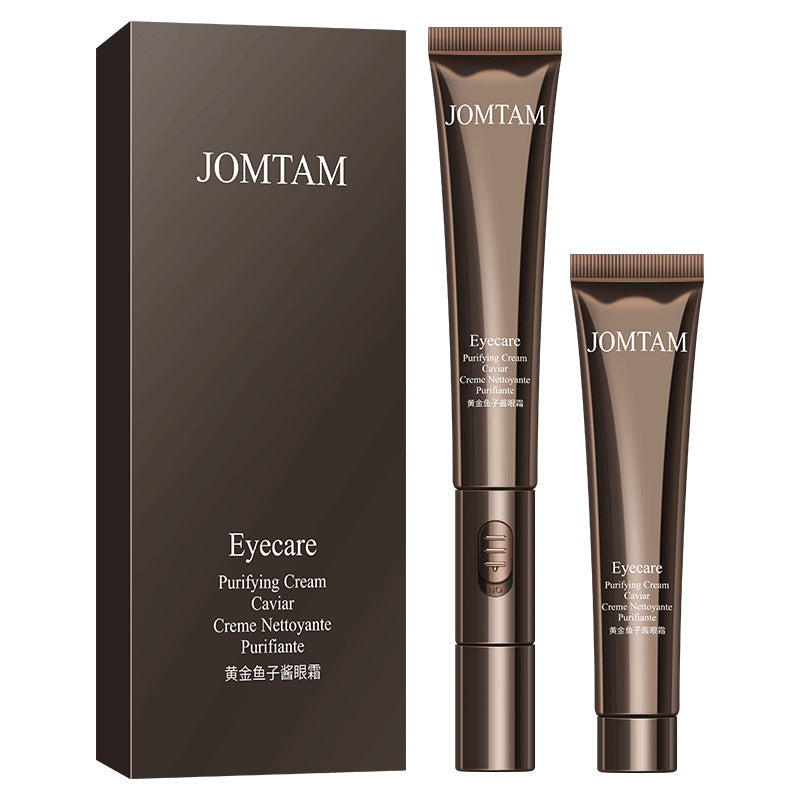 JOMTAM
Eyecare
Purifying Cream
Caviar
Creme Nettoyante
Purifiante
黄金鱼子酱眼霜
JOMTAM
Eyecare
Purifying Cream
Caviar
Creme Nettoyante
Purifiante
黄金鱼子酱眼霜
NO
JOMTAM
Eyecare
Purifying Cream
Caviar
Creme Nettoyante
Purifiante
黄金鱼子酱眼霜